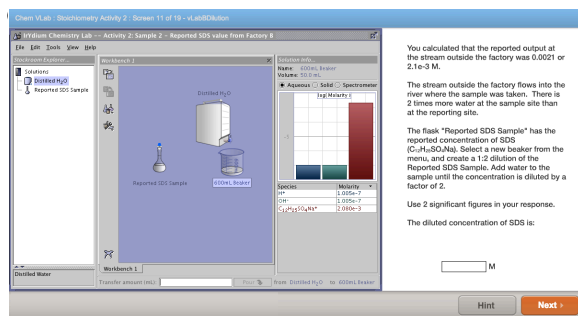 Chem VLab : Stoichiometry Activity 2 : Screen 11 of 19 - vLabBDilution
IrYdium Chemistry Lab -- Activity 2: Sample 2 - Reported SDS value from Factory B
File Edit Tools View Help
Stockroom Explorer...
Workbench 1
Solution Info...
Solutions
Distilled H2O
Reported SDS Sample
Name: 600mL Beaker
Volume: 50.0 mL
Aqueous Solid Spectrometer
Distilled H2O
log( Molarity )
-5
Reported SDS Sample
600mL Beaker
Species Molarity
H+ 1.005e-7
OH- 1.005e-7
C12H25SO4Na* 2.080e-3
Workbench 1
Distilled Water
Transfer amount (mL): Pour from Distilled H2O to 600mL Beaker
You calculated that the reported output at
the stream outside the factory was 0.0021 or
2.1e-3 M.
The stream outside the factory flows into the
river where the sample was taken. There is
2 times more water at the sample site than
at the reporting site.
The flask "Reported SDS Sample" has the
reported concentration of SDS
(C₁₂H₂₅SO₄Na). Select a new beaker from the
menu, and create a 1:2 dilution of the
Reported SDS Sample. Add water to the
sample until the concentration is diluted by a
factor of 2.
Use 2 significant figures in your response.
The diluted concentration of SDS is:
M
Hint
Next ›